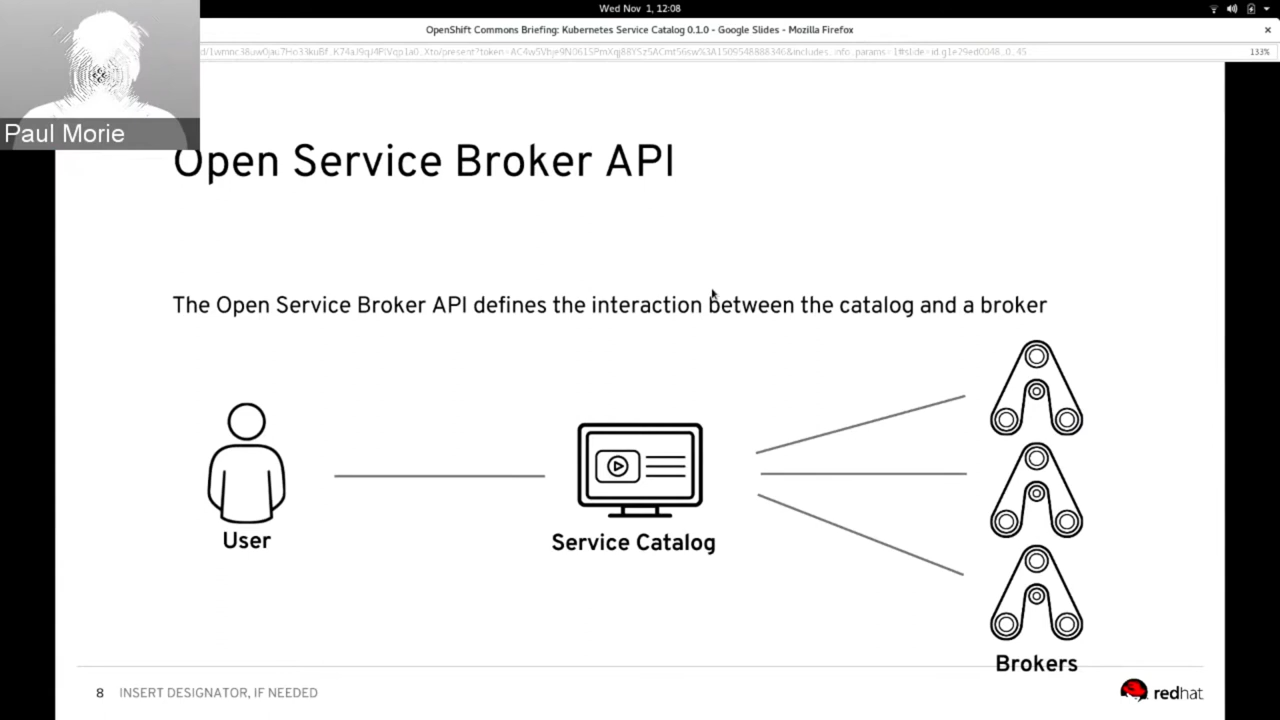 Wed Nov 1, 12:08
OpenShift Commons Briefing: Kubernetes Service Catalog 0.1.0 - Google Slides - Mozilla Firefox
133%
Paul Morie
Open Service Broker API
The Open Service Broker API defines the interaction between the catalog and a broker
User
Service Catalog
Brokers
8 INSERT DESIGNATOR, IF NEEDED
redhat